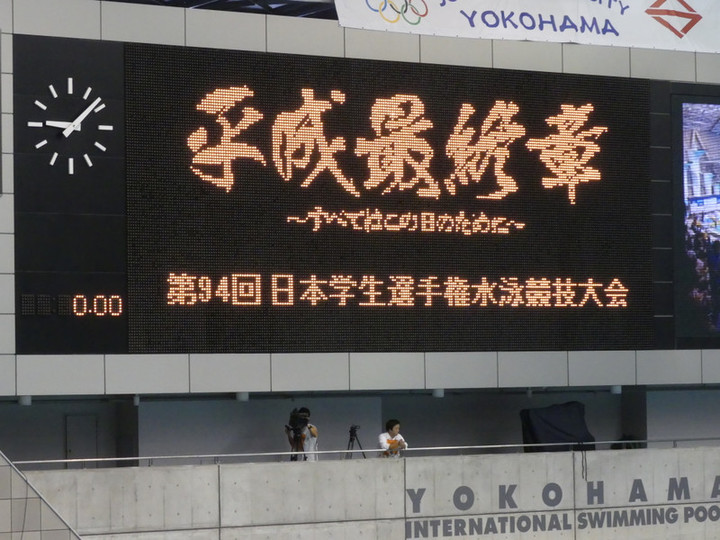 YOKOHAMA
平成最終章
～すべてはこの日のために～
第94回 日本学生選手権水泳競技大会
0.00
YOKOHAMA
INTERNATIONAL SWIMMING POO